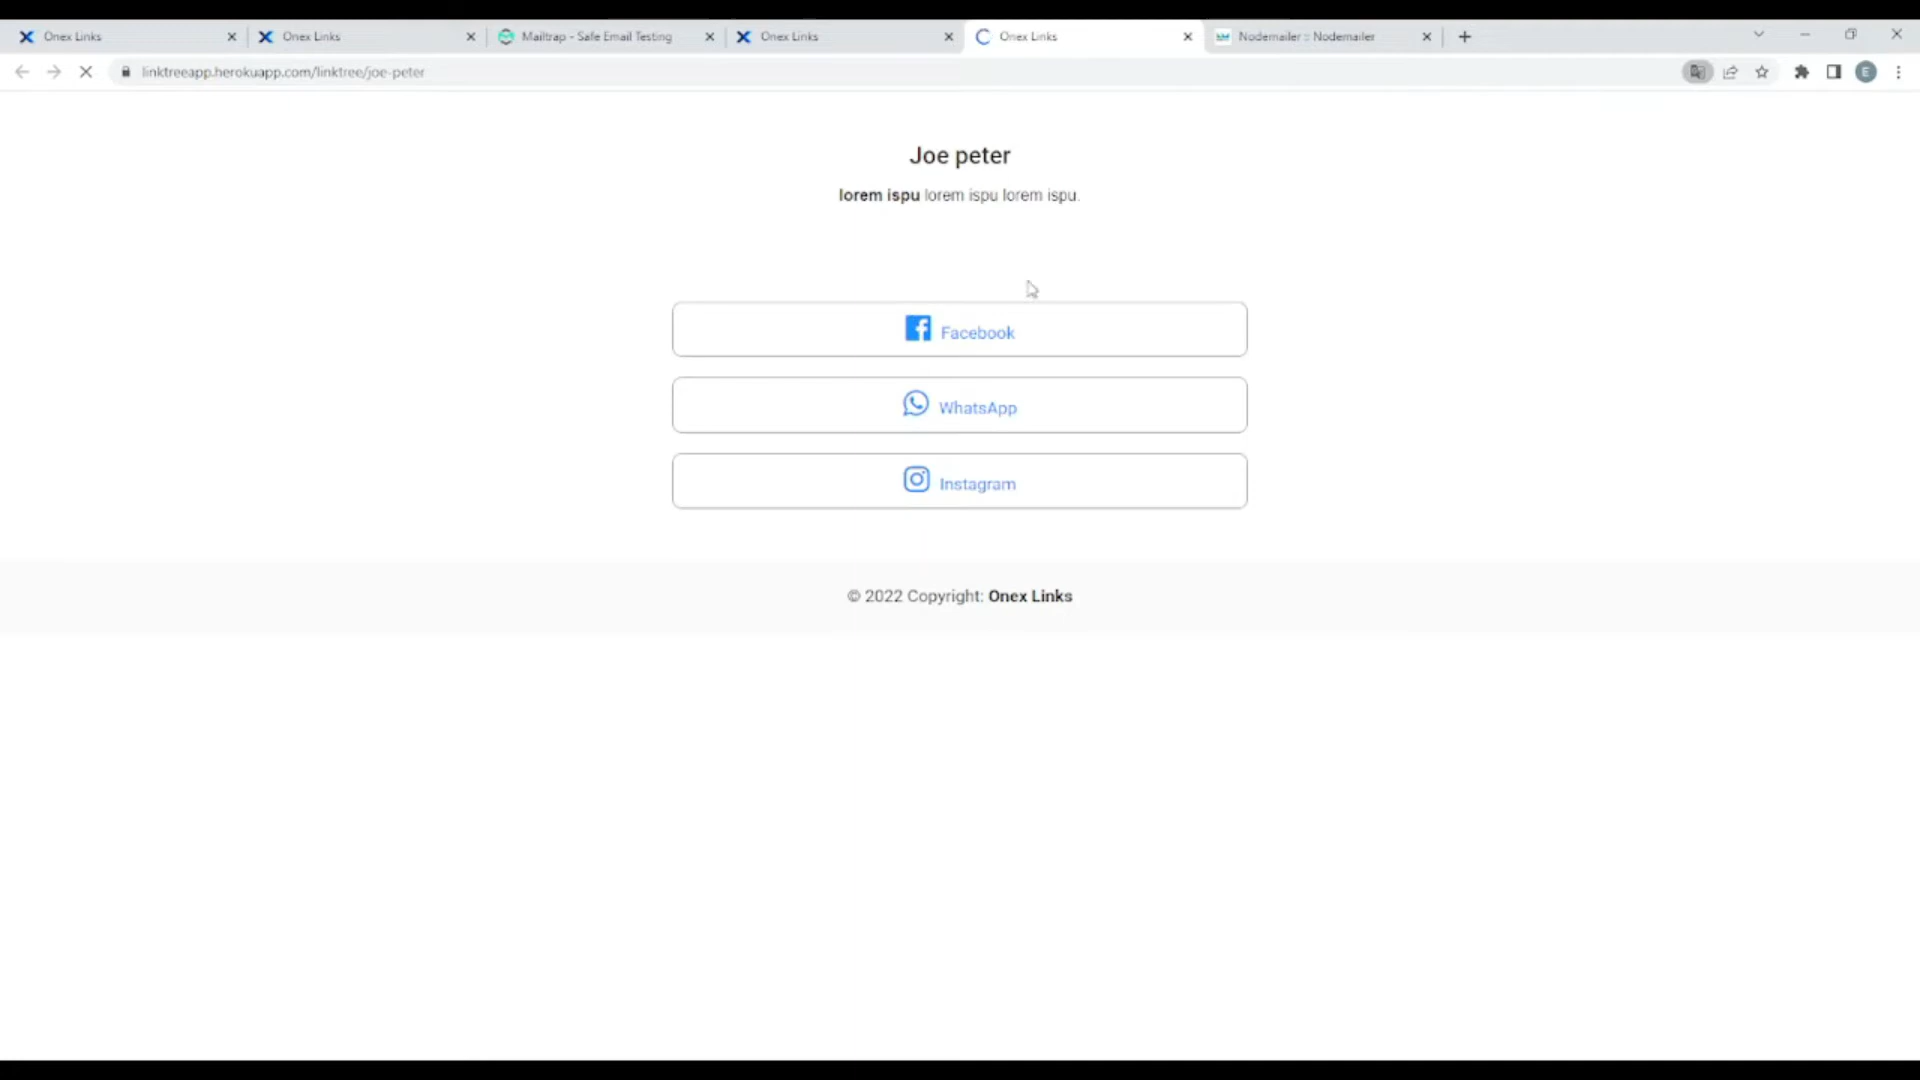 Onex Links
Onex Links
Mailtrap - Safe Email Testing
Onex Links
Onex Links
Nodemailer :: Nodemailer
linktreeapp.herokuapp.com/linktree/joe-peter
E
Joe peter
lorem ispu lorem ispu lorem ispu.
Facebook
WhatsApp
Instagram
© 2022 Copyright: Onex Links